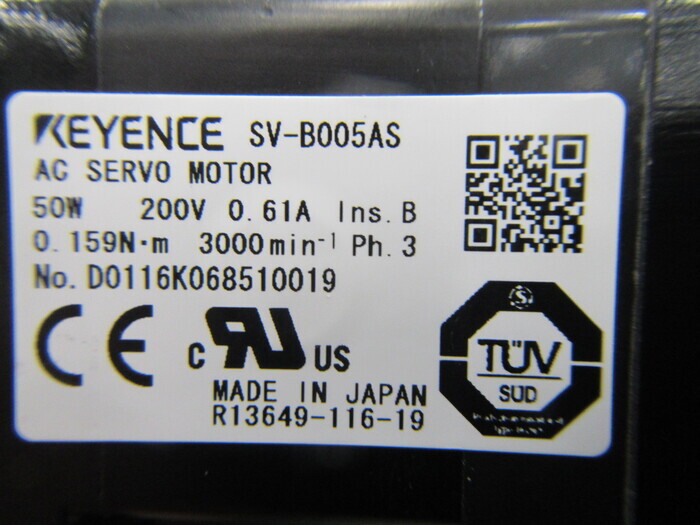 KEYENCE SV-B005AS
AC SERVO MOTOR
50W 200V 0.61A Ins.B
0.159N·m 3000min⁻¹ Ph.3
No.D0116K068510019
CE
c RU US
TÜV
SÜD
MADE IN JAPAN
R13649-116-19